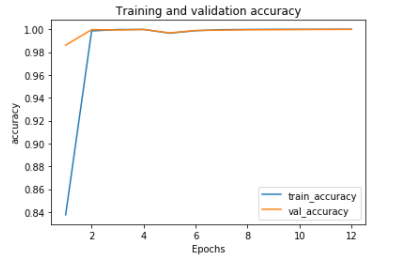 Training and validation accuracy
accuracy
1.00
0.98
0.96
0.94
0.92
0.90
0.88
0.86
0.84
train_accuracy
val_accuracy
2 4 6 8 10 12
Epochs